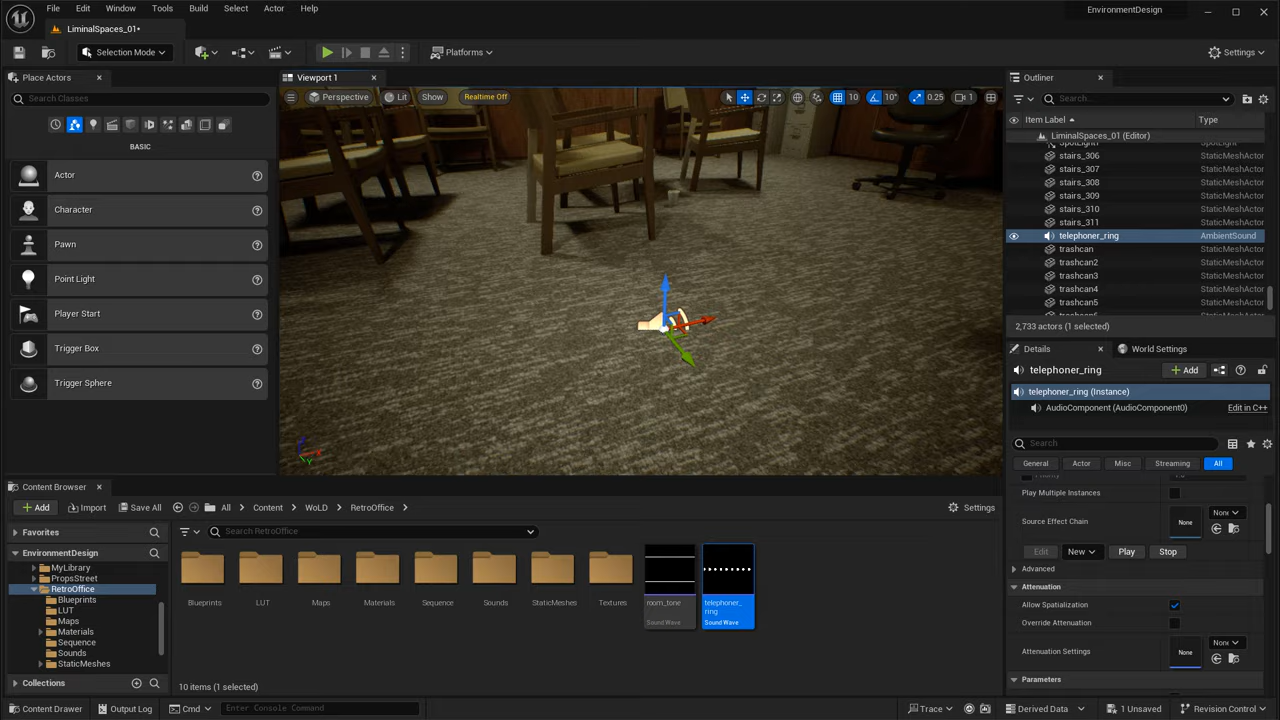 File Edit Window Tools Build Select Actor Help
EnvironmentDesign
LiminalSpaces_01*
Selection Mode
Platforms
Settings
Place Actors
Viewport 1
Outliner
Search Classes
Perspective Lit Show Realtime Off
10 10° 0.25 1
Search...
Item Label Type
BASIC
LiminalSpaces_01 (Editor)
stairs_306 StaticMeshActor
stairs_307 StaticMeshActor
stairs_308 StaticMeshActor
stairs_309 StaticMeshActor
stairs_310 StaticMeshActor
stairs_311 StaticMeshActor
telephoner_ring AmbientSound
trashcan StaticMeshActor
trashcan2 StaticMeshActor
trashcan3 StaticMeshActor
trashcan4 StaticMeshActor
trashcan5 StaticMeshActor
2,733 actors (1 selected)
Actor
Character
Pawn
Point Light
Player Start
Trigger Box
Trigger Sphere
Details
World Settings
telephoner_ring
Add
telephoner_ring (Instance)
AudioComponent (AudioComponent0) Edit in C++
Search
General Actor Misc Streaming All
Play Multiple Instances
Source Effect Chain
None
None
Edit New Play Stop
Advanced
Attenuation
Allow Spatialization
Override Attenuation
Attenuation Settings
None
None
Parameters
Content Browser
Add Import Save All All Content WoLD RetroOffice Settings
Favorites
EnvironmentDesign
MyLibrary
PropsStreet
RetroOffice
Blueprints
LUT
Maps
Materials
Sequence
Sounds
StaticMeshes
Collections
Search RetroOffice
Blueprints LUT Maps Materials Sequence Sounds StaticMeshes Textures
room_tone
Sound Wave
telephoner_
ring
Sound Wave
10 items (1 selected)
Content Drawer Output Log Cmd Enter Console Command Trace Derived Data 1 Unsaved Revision Control